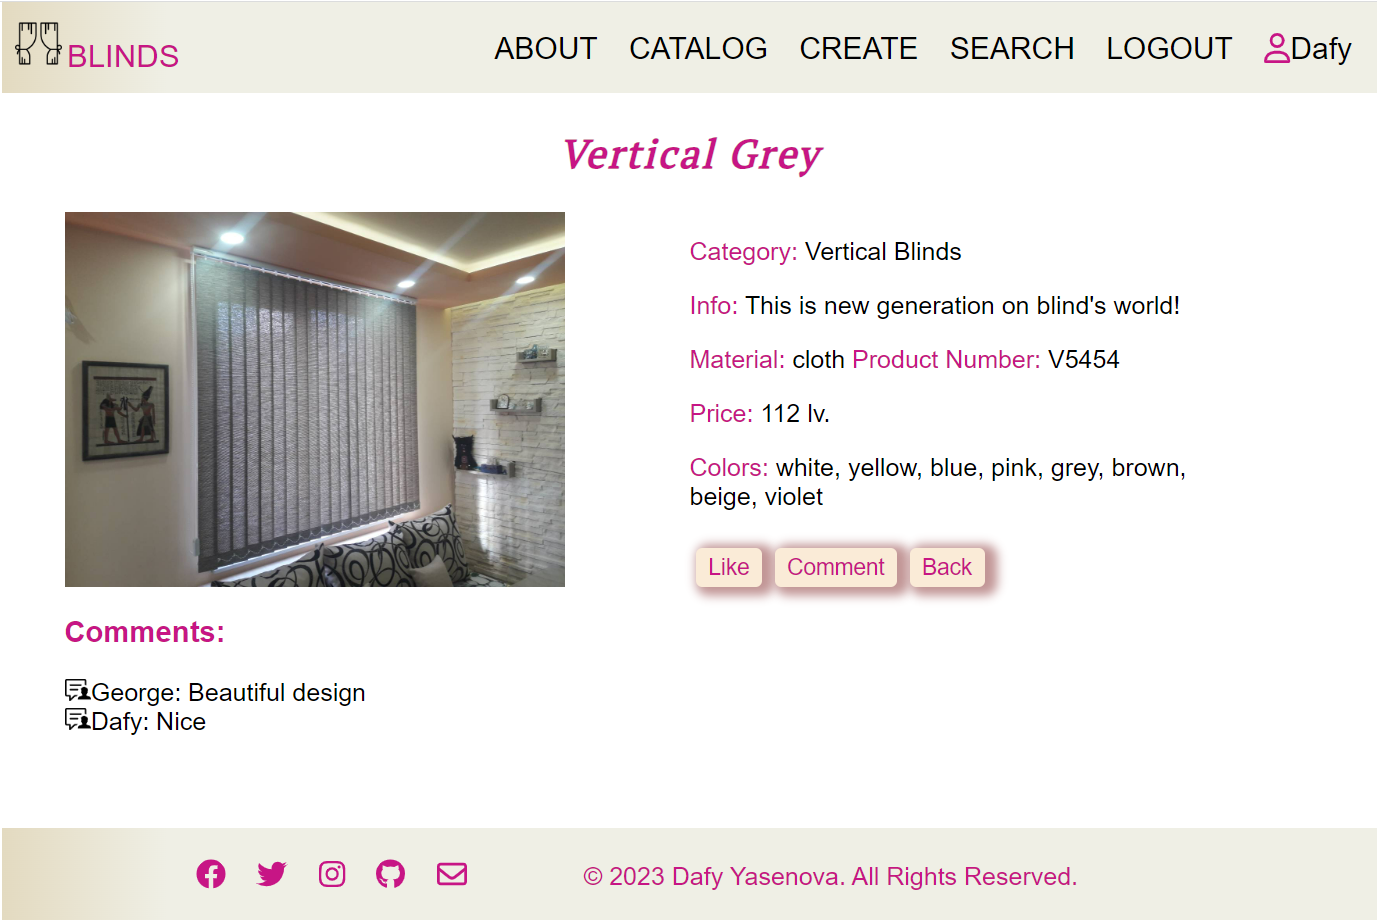 BLINDS
ABOUT CATALOG CREATE SEARCH LOGOUT Dafy
Vertical Grey
Category: Vertical Blinds
Info: This is new generation on blind's world!
Material: cloth Product Number: V5454
Price: 112 lv.
Colors: white, yellow, blue, pink, grey, brown,
beige, violet
Like Comment Back
Comments:
George: Beautiful design
Dafy: Nice
© 2023 Dafy Yasenova. All Rights Reserved.